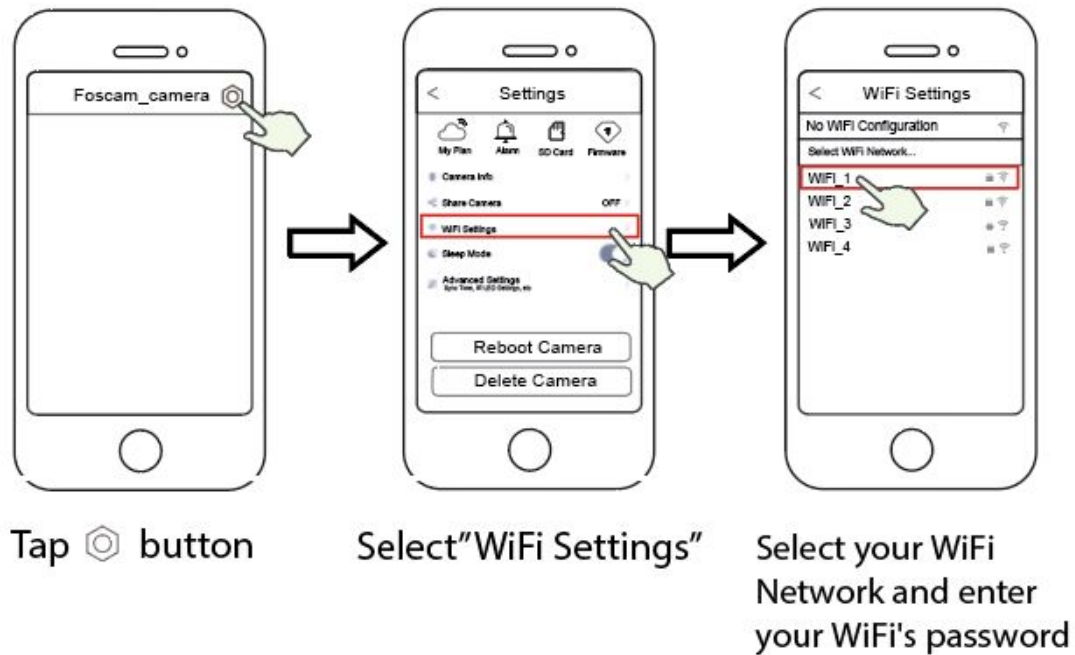 Foscam_camera
Tap button
< Settings
My Plan Alarm SD Card Firmware
Camera Info
Share Camera OFF
WiFi Settings
Sleep Mode
Advanced Settings
Sync Time,
Reboot Camera
Delete Camera
Select"WiFi Settings"
< WiFi Settings
No WiFi Configuration
Select WiFi Network...
WIFI_1
WIFI_2
WIFI_3
WIFI_4
Select your WiFi
Network and enter
your WiFi's password